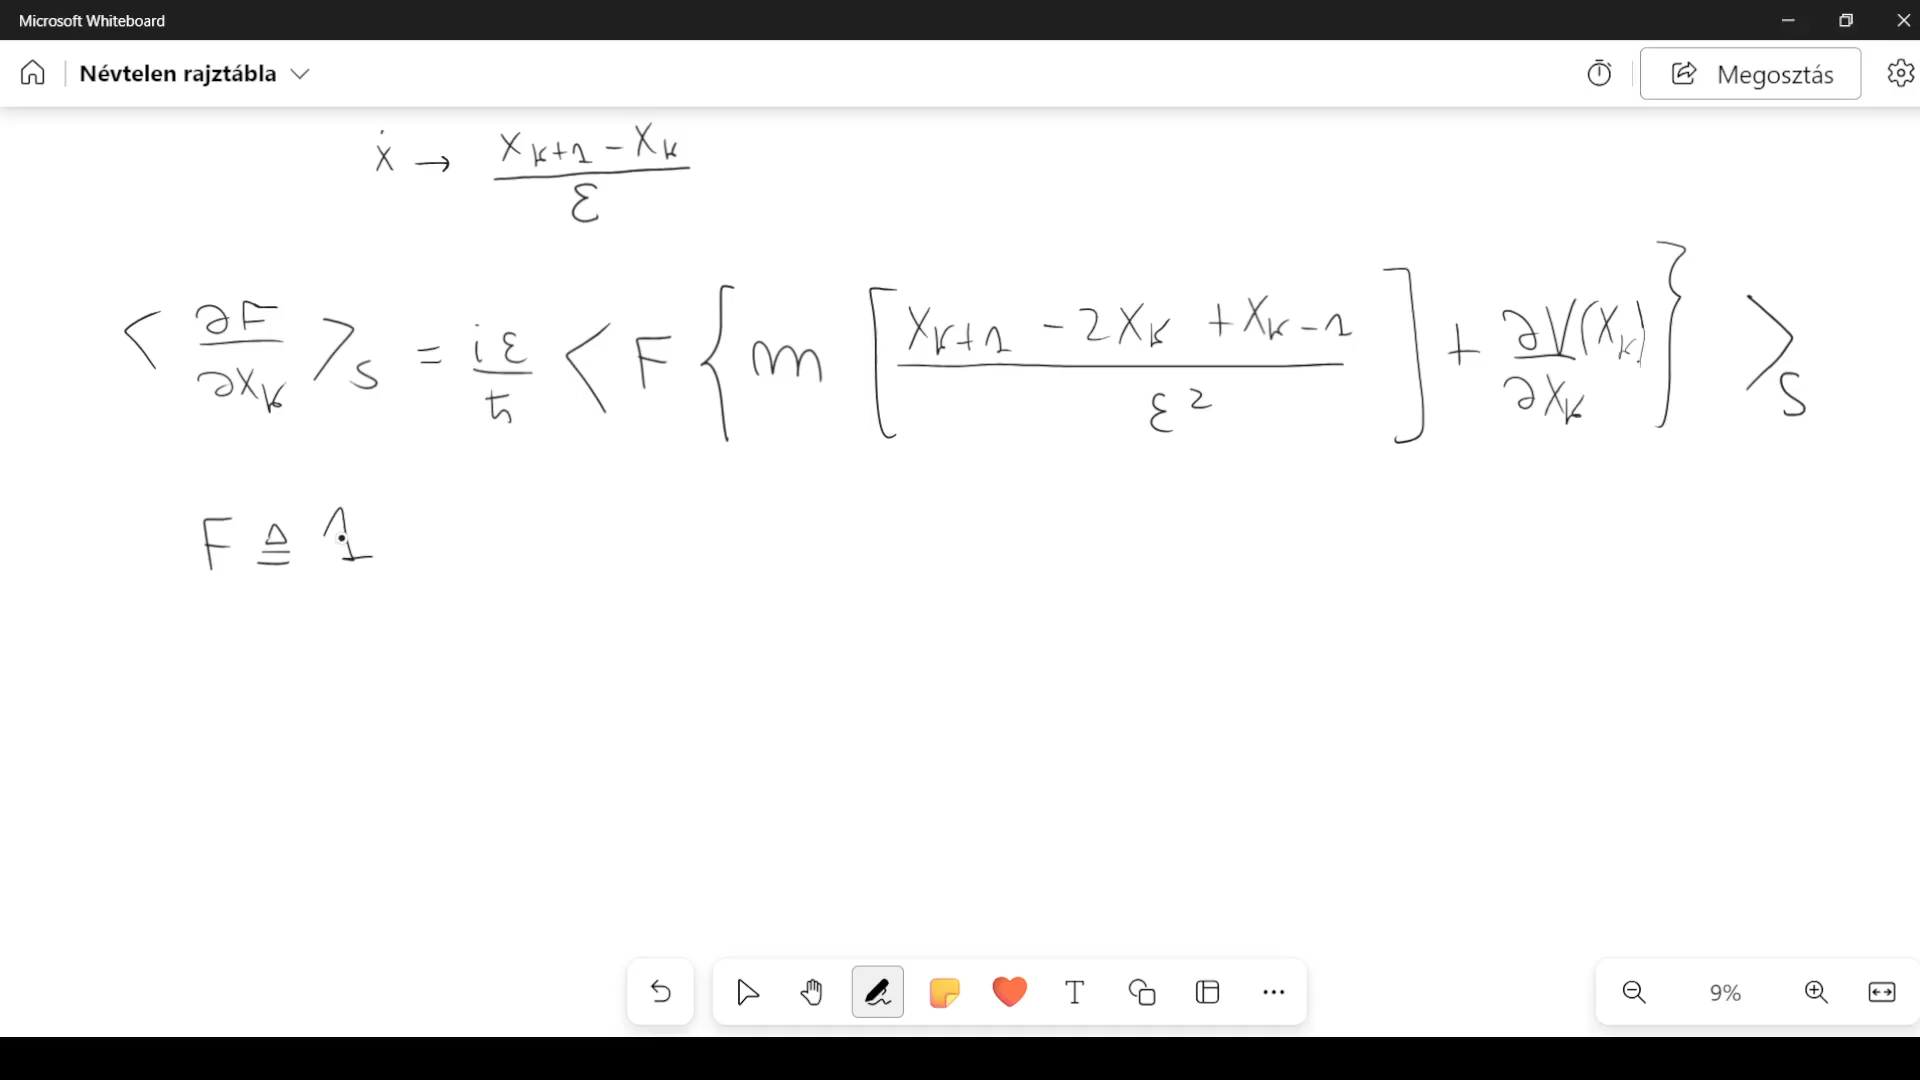 Microsoft Whiteboard
Névtelen rajztábla
Megosztás
ẋ → (x_{k+1} - x_k) / ε
< ∂F/∂x_k >_S = iε/ħ < F { m [ (x_{k+1} - 2x_k + x_{k-1}) / ε² ] + ∂V(x_k)/∂x_k } >_S
F ≙ 1
T
9%